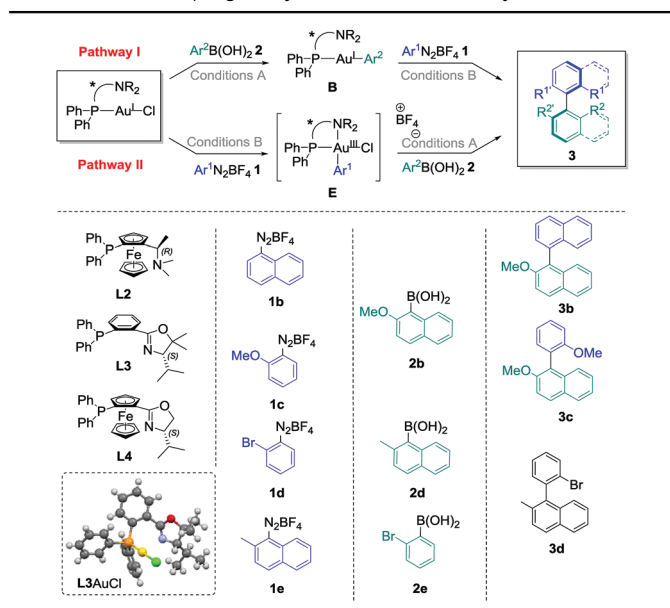 Pathway I
Ar²B(OH)₂ 2
Conditions A
* NR₂
Ph-P Auᴵ-Ar²
Ph
B
Ar¹N₂BF₄ 1
Conditions B
* NR₂
Ph-P-Auᴵ-Cl
Ph
Pathway II
Conditions B
Ar¹N₂BF₄ 1
* NR₂
Ph-P-Auᴵᴵᴵ-Cl
Ph Ar¹
E
⊕
BF₄
⊖
Conditions A
Ar²B(OH)₂ 2
R¹' R¹
R²' R²
3
Ph
P
Ph
Fe
(R)
N
L2
Ph
P
Ph
O
N
(S)
L3
Ph
P
Ph
Fe
O
N
(S)
L4
L3AuCl
N₂BF₄
1b
N₂BF₄
MeO
1c
N₂BF₄
Br
1d
N₂BF₄
1e
B(OH)₂
MeO
2b
B(OH)₂
2d
B(OH)₂
Br
2e
MeO
3b
OMe
MeO
3c
Br
3d